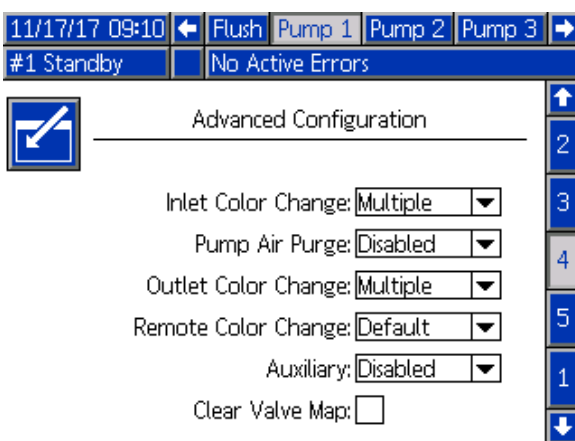 11/17/17 09:10 Flush Pump 1 Pump 2 Pump 3
#1 Standby No Active Errors
Advanced Configuration
2
Inlet Color Change: Multiple
3
Pump Air Purge: Disabled
4
Outlet Color Change: Multiple
Remote Color Change: Default
5
Auxiliary: Disabled
1
Clear Valve Map: